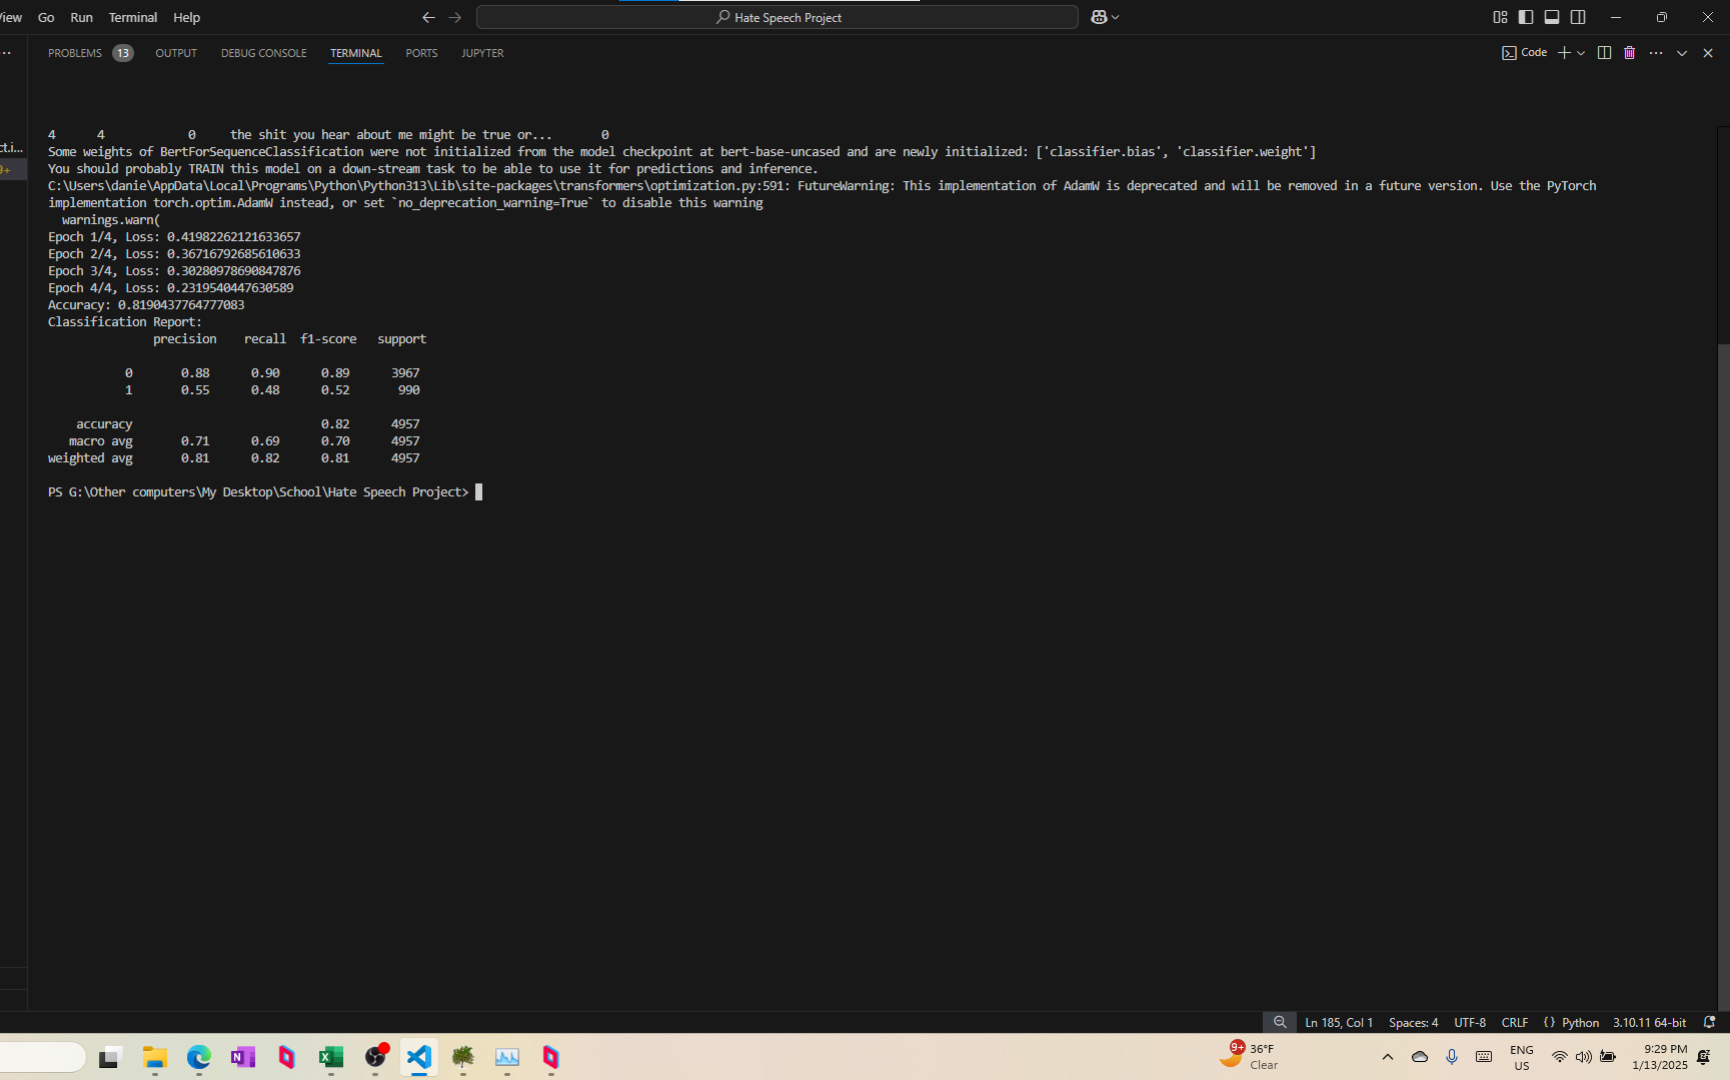 View Go Run Terminal Help Hate Speech Project
PROBLEMS 13 OUTPUT DEBUG CONSOLE TERMINAL PORTS JUPYTER Code
ct.i...
9+
4 4 0 the shit you hear about me might be true or... 0
Some weights of BertForSequenceClassification were not initialized from the model checkpoint at bert-base-uncased and are newly initialized: ['classifier.bias', 'classifier.weight']
You should probably TRAIN this model on a down-stream task to be able to use it for predictions and inference.
C:\Users\danie\AppData\Local\Programs\Python\Python313\Lib\site-packages\transformers\optimization.py:591: FutureWarning: This implementation of AdamW is deprecated and will be removed in a future version. Use the PyTorch
implementation torch.optim.AdamW instead, or set `no_deprecation_warning=True` to disable this warning
warnings.warn(
Epoch 1/4, Loss: 0.41982262121633657
Epoch 2/4, Loss: 0.36716792685610633
Epoch 3/4, Loss: 0.30280978690847876
Epoch 4/4, Loss: 0.2319540447630589
Accuracy: 0.8190437764777083
Classification Report:
precision recall f1-score support
0 0.88 0.90 0.89 3967
1 0.55 0.48 0.52 990
accuracy 0.82 4957
macro avg 0.71 0.69 0.70 4957
weighted avg 0.81 0.82 0.81 4957
PS G:\Other computers\My Desktop\School\Hate Speech Project>
Ln 185, Col 1 Spaces: 4 UTF-8 CRLF {} Python 3.10.11 64-bit
9+ 36°F ENG 9:29 PM
Clear US 1/13/2025